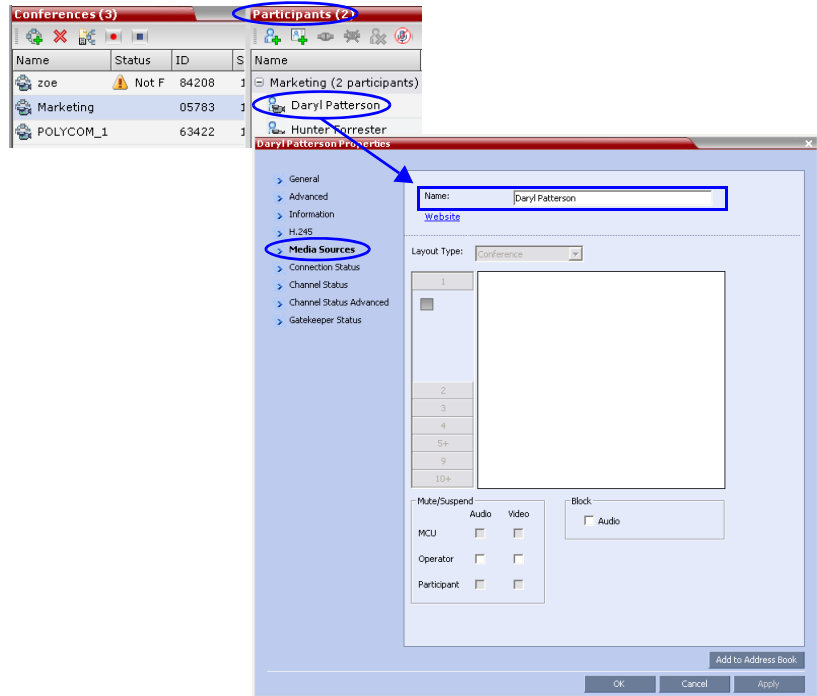 Conferences (3)
Name Status ID S
zoe Not F 84208 1
Marketing 05783 1
POLYCOM_1 63422 1
Participants (2)
Name
Marketing (2 participants)
Daryl Patterson
Hunter Forrester
Daryl Patterson Properties
General
Advanced
Information
H.245
Media Sources
Connection Status
Channel Status
Channel Status Advanced
Gatekeeper Status
Name: Daryl Patterson
Website
Layout Type: Conference
1
2
3
4
5+
9
10+
Mute/Suspend
Audio Video
MCU
Operator
Participant
Block
Audio
Add to Address Book
OK Cancel Apply